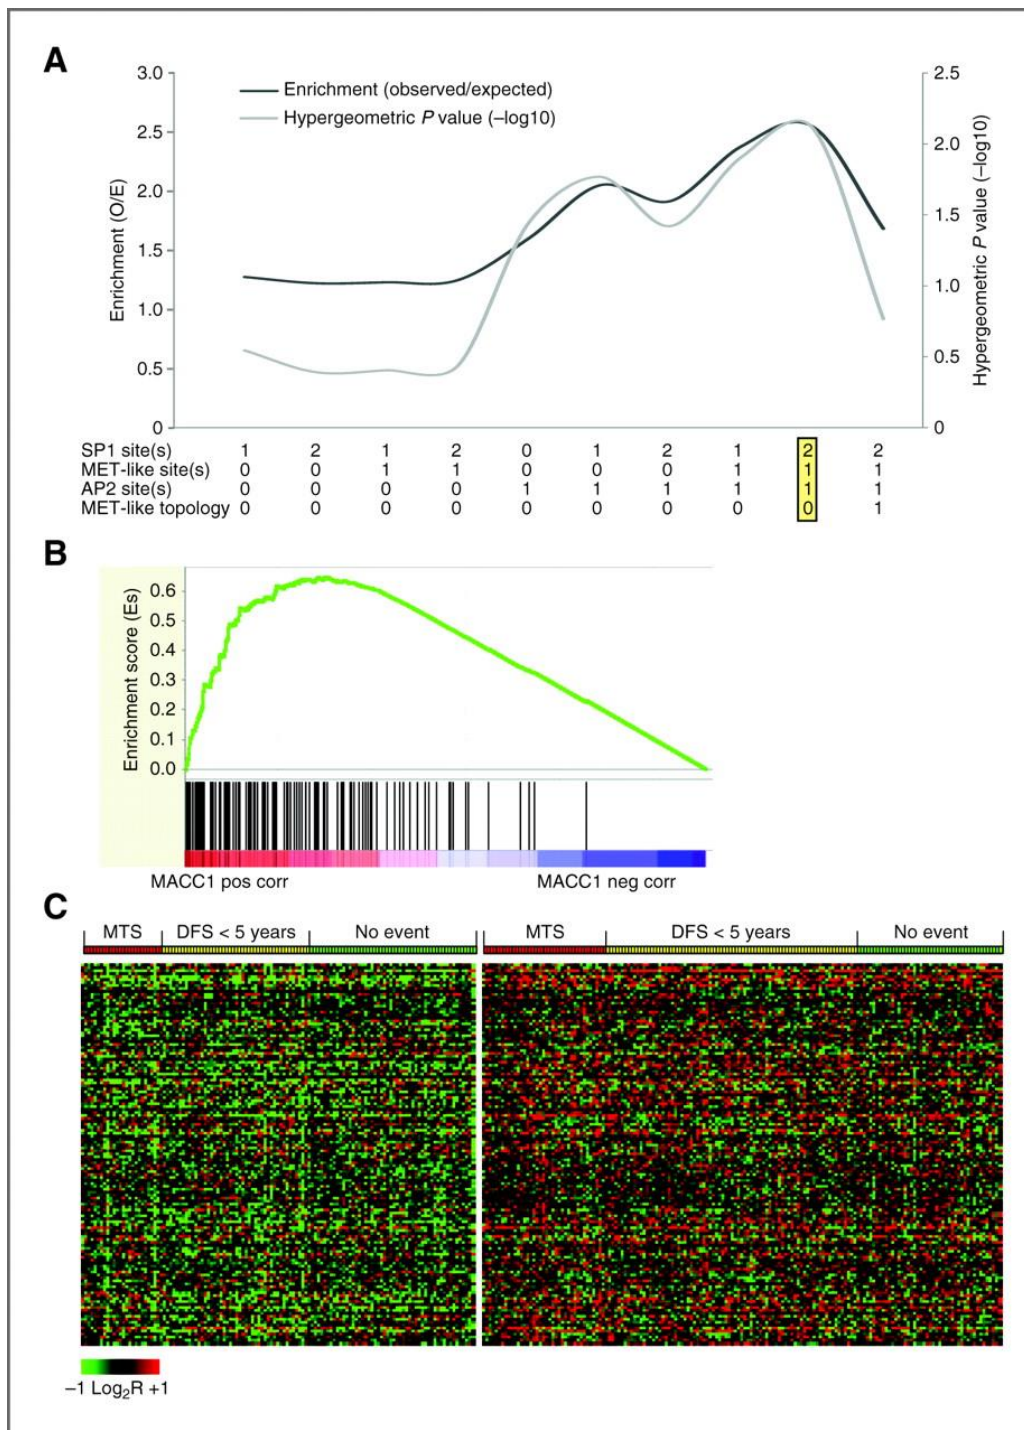 A
3.0
2.5
2.0
1.5
1.0
0.5
0
Enrichment (O/E)
Enrichment (observed/expected)
Hypergeometric P value (–log10)
2.5
2.0
1.5
1.0
0.5
0
Hypergeometric P value (–log10)
SP1 site(s) 1 2 1 2 0 1 2 1 2 2
MET-like site(s) 0 0 1 1 0 0 0 1 1 1
AP2 site(s) 0 0 0 0 1 1 1 1 1 1
MET-like topology 0 0 0 0 0 0 0 0 0 1
B
Enrichment score (Es)
0.6
0.5
0.4
0.3
0.2
0.1
0.0
MACC1 pos corr MACC1 neg corr
C
MTS DFS < 5 years No event MTS DFS < 5 years No event
–1 Log2R +1